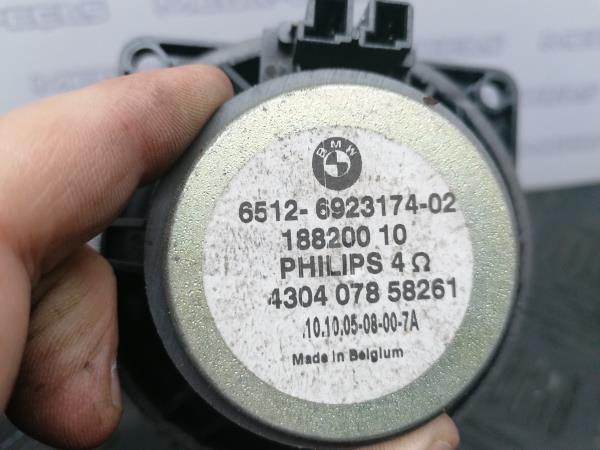 BMW
6512- 6923174-02
188200 10
PHILIPS 4 Ω
4304 078 58261
10.10.05-08-00-7A
Made in Belgium